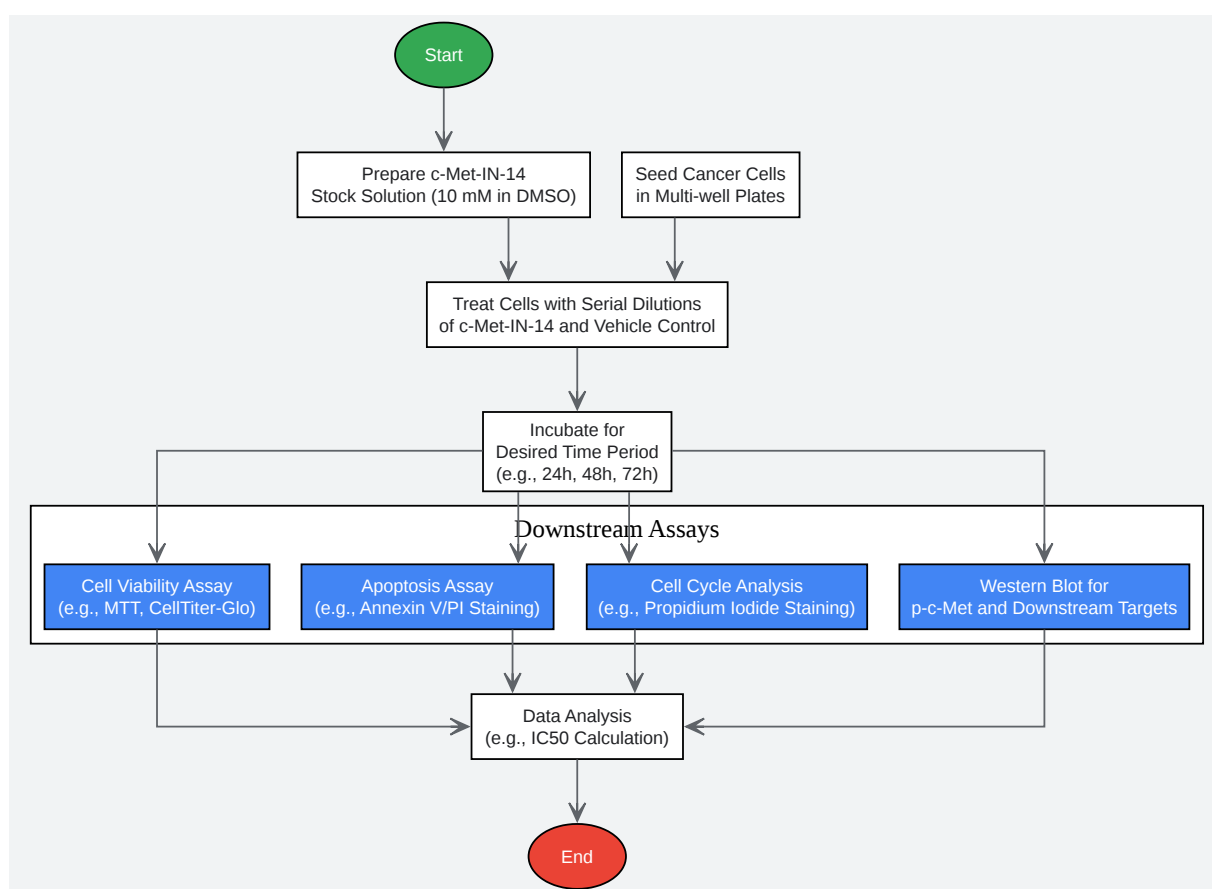 Start
Prepare c-Met-IN-14
Stock Solution (10 mM in DMSO)
Seed Cancer Cells
in Multi-well Plates
Treat Cells with Serial Dilutions
of c-Met-IN-14 and Vehicle Control
Incubate for
Desired Time Period
(e.g., 24h, 48h, 72h)
Downstream Assays
Cell Viability Assay
(e.g., MTT, CellTiter-Glo)
Apoptosis Assay
(e.g., Annexin V/PI Staining)
Cell Cycle Analysis
(e.g., Propidium Iodide Staining)
Western Blot for
p-c-Met and Downstream Targets
Data Analysis
(e.g., IC50 Calculation)
End